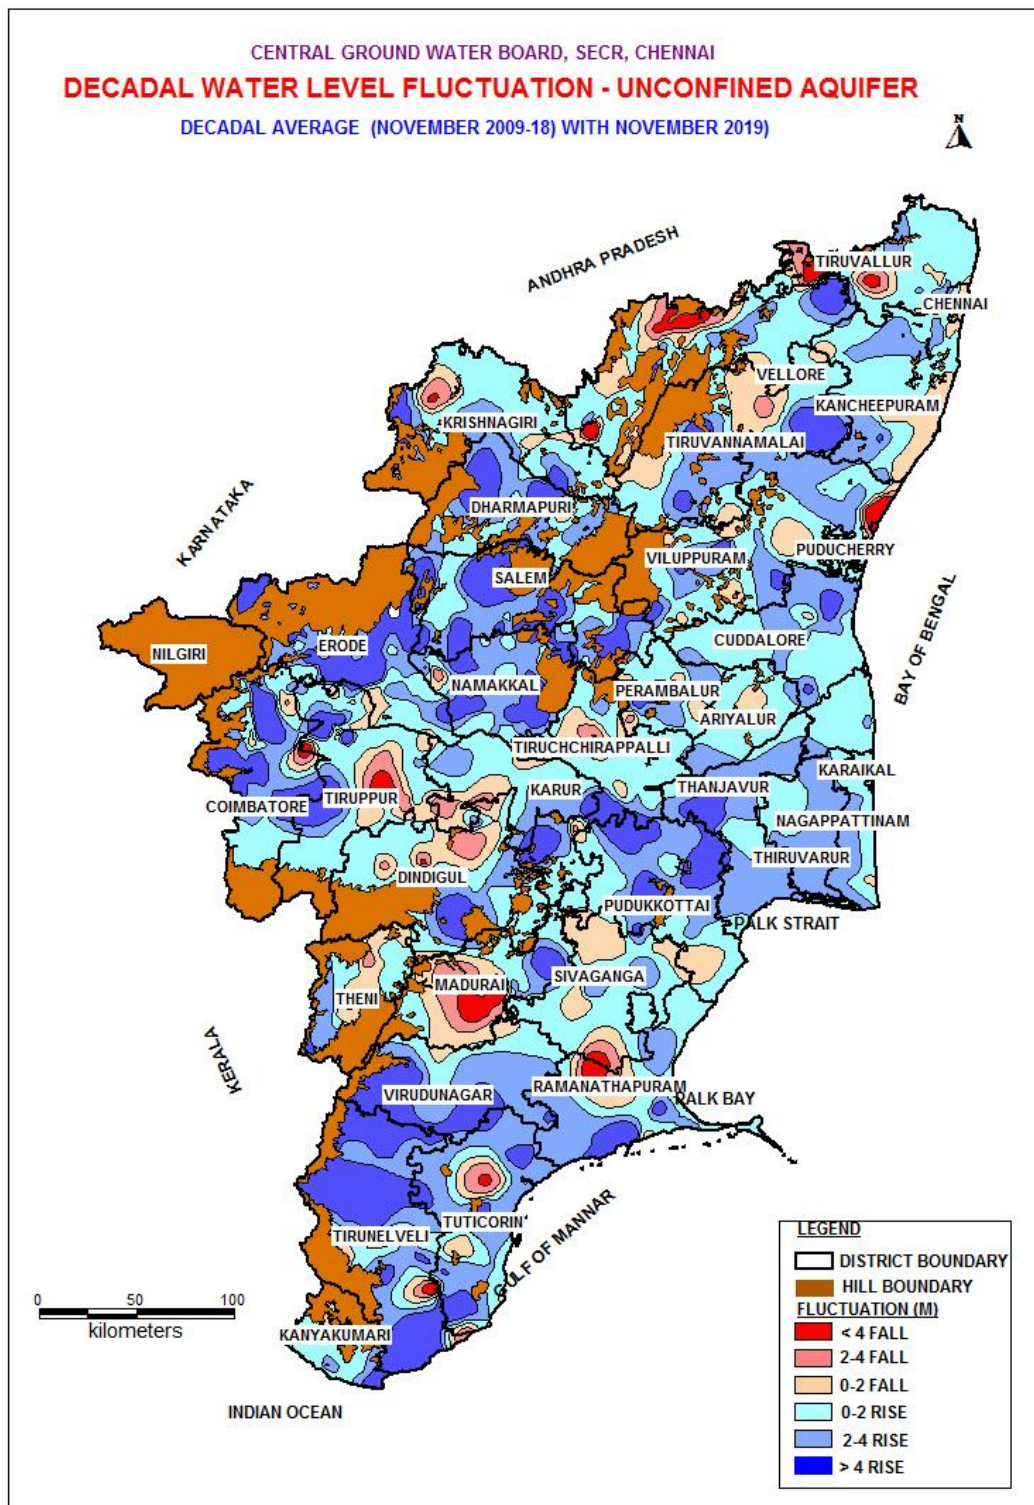 CENTRAL GROUND WATER BOARD, SECR, CHENNAI
DECADAL WATER LEVEL FLUCTUATION - UNCONFINED AQUIFER
DECADAL AVERAGE (NOVEMBER 2009-18) WITH NOVEMBER 2019)
N
ANDHRA PRADESH
TIRUVALLUR
CHENNAI
VELLORE
KANCHEEPURAM
KRISHNAGIRI
TIRUVANNAMALAI
KARNATAKA
DHARMAPURI
PUDUCHERRY
VILUPPURAM
SALEM
BAY OF BENGAL
CUDDALORE
ERODE
NILGIRI
NAMAKKAL
PERAMBALUR
ARIYALUR
TIRUCHCHIRAPPALLI
KARAIKAL
KARUR
THANJAVUR
TIRUPPUR
COIMBATORE
NAGAPPATTINAM
THIRUVARUR
DINDIGUL
PUDUKKOTTAI
PALK STRAIT
SIVAGANGA
MADURAI
THENI
KERALA
RAMANATHAPURAM
VIRUDUNAGAR
PALK BAY
TUTICORIN
TIRUNELVELI
GULF OF MANNAR
KANYAKUMARI
INDIAN OCEAN
0 50 100
kilometers
LEGEND
DISTRICT BOUNDARY
HILL BOUNDARY
FLUCTUATION (M)
< 4 FALL
2-4 FALL
0-2 FALL
0-2 RISE
2-4 RISE
> 4 RISE